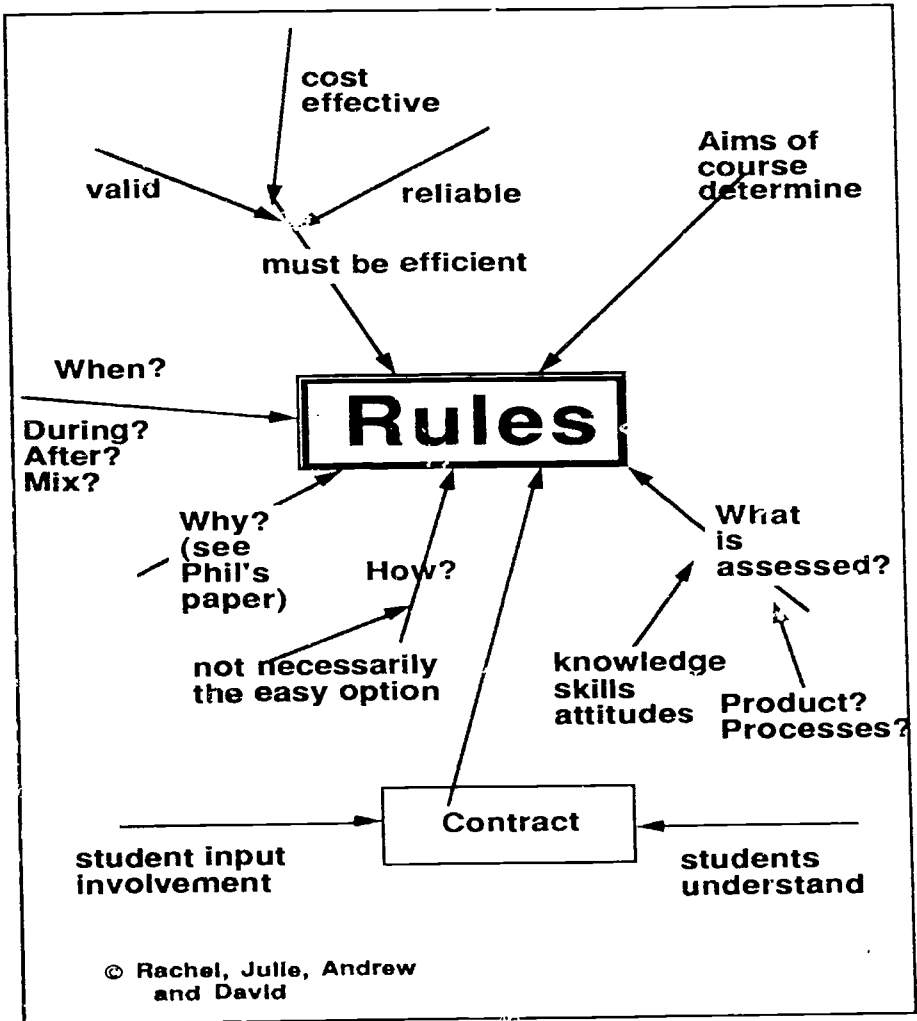 cost
effective
valid
reliable
Aims of
course
determine
must be efficient
When?
Rules
During?
After?
Mix?
Why?
(see
Phil's
paper)
How?
What
is
assessed?
not necessarily
the easy option
knowledge
skills
attitudes
Product?
Processes?
Contract
student input
involvement
students
understand
© Rachel, Julie, Andrew
and David